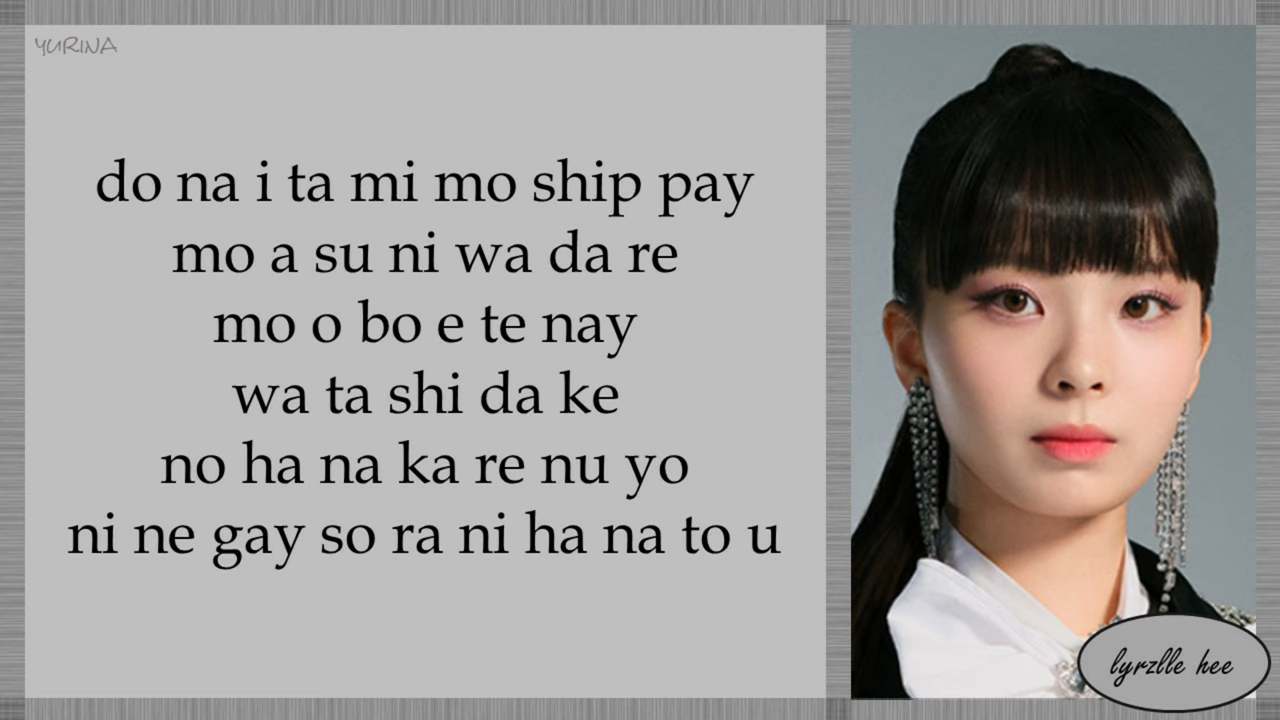 YURINA
do na i ta mi mo ship pay
mo a su ni wa da re
mo o bo e te nay
wa ta shi da ke
no ha na ka re nu yo
ni ne gay so ra ni ha na to u
lyrzlle hee